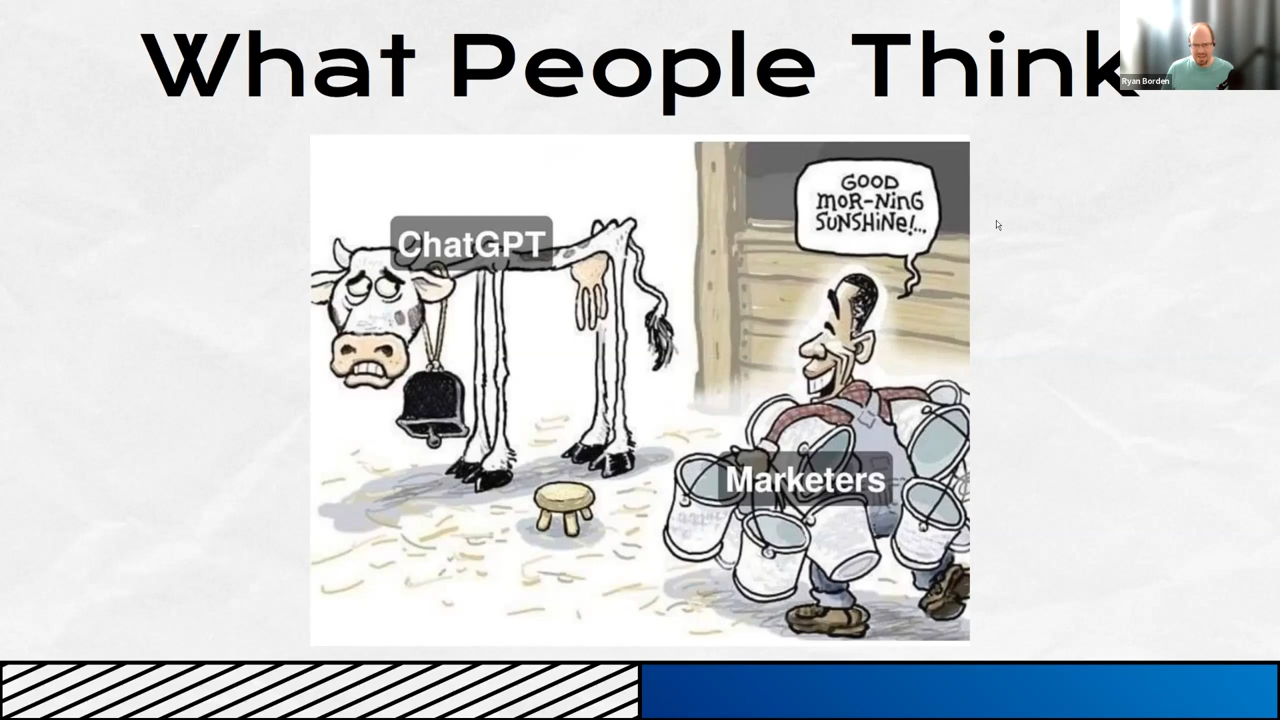 What People Think
Ryan Borden
GOOD
MOR-NING
SUNSHINE!...
ChatGPT
Marketers